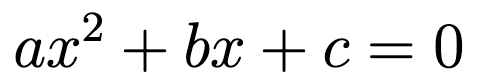 ax² + bx + c = 0